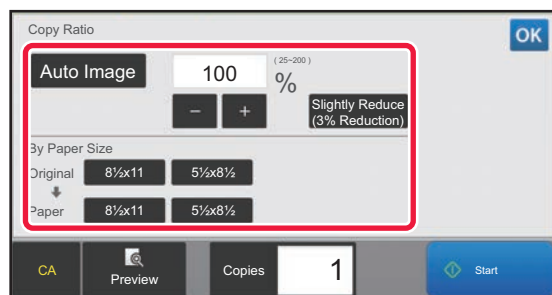 Copy Ratio
OK
Auto Image
100
(25~200)
%
−
+
Slightly Reduce
(3% Reduction)
By Paper Size
Original
8½x11
5½x8½
Paper
8½x11
5½x8½
CA
Preview
Copies
1
Start